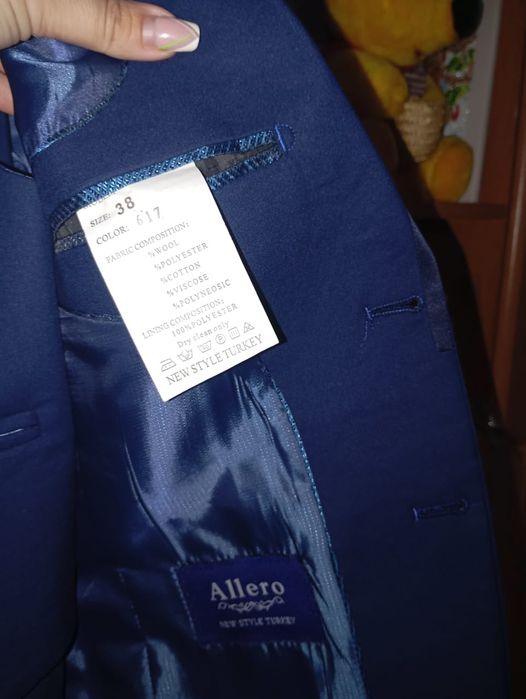 SIZE: 38
COLOR: 617
FABRIC COMPOSITION:
%WOOL
%POLYESTER
%COTTON
%VISCOSE
%POLYNEOSIC
LINING COMPOSITION:
100%POLYESTER
Dry clean only
NEW STYLE TURKEY
Allero
NEW STYLE TURKEY